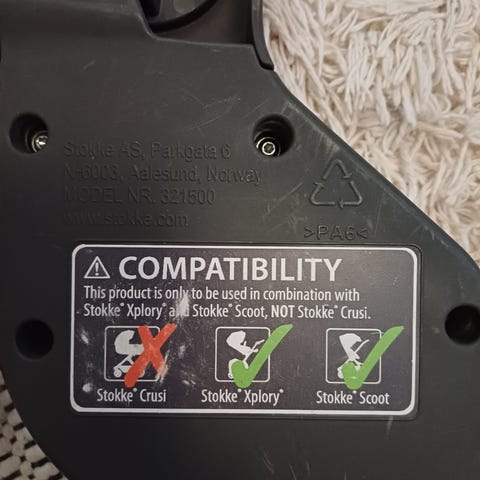 Stokke AS, Parkgata 6
N-6003, Aalesund, Norway
MODEL NR. 321500
www.stokke.com
>PA6<
COMPATIBILITY
This product is only to be used in combination with
Stokke® Xplory® and Stokke® Scoot, NOT Stokke® Crusi.
Stokke® Crusi
Stokke® Xplory®
Stokke® Scoot